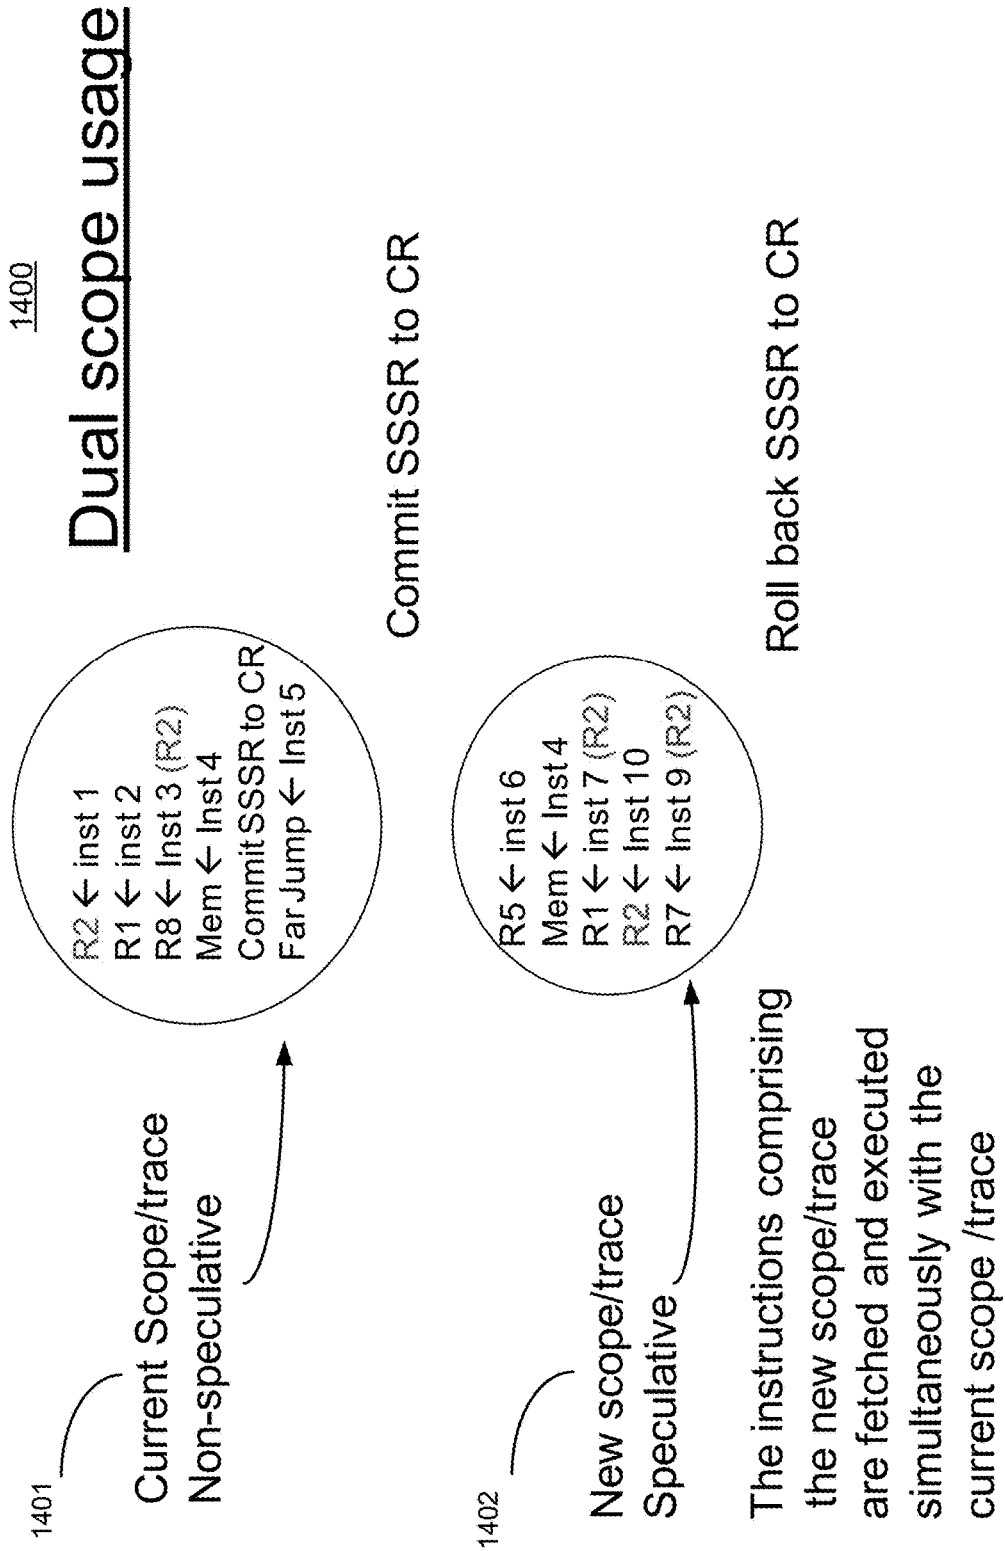 1400
Dual scope usage
1401
Current Scope/trace
Non-speculative
R2 ← inst 1
R1 ← inst 2
R8 ← Inst 3 (R2)
Mem ← Inst 4
Commit SSSR to CR
Far Jump ← Inst 5
Commit SSSR to CR
1402
New scope/trace
Speculative
R5 ← inst 6
Mem ← Inst 4
R1 ← inst 7 (R2)
R2 ← Inst 10
R7 ← Inst 9 (R2)
Roll back SSSR to CR
The instructions comprising
the new scope/trace
are fetched and executed
simultaneously with the
current scope /trace